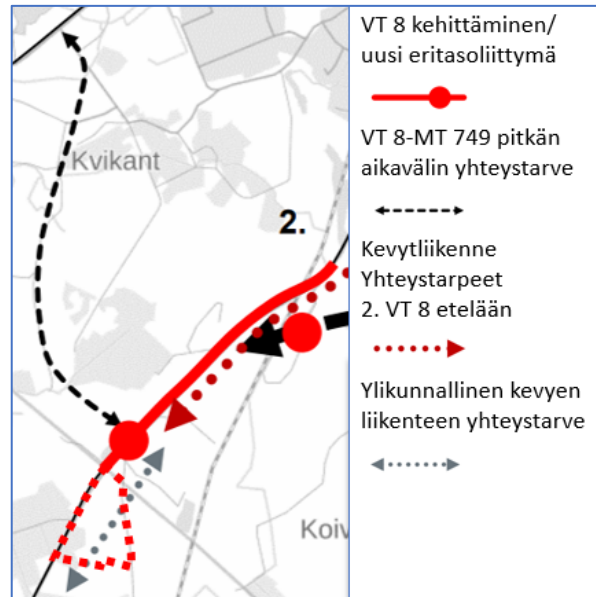 Kvikant
2.
Koiv
VT 8 kehittäminen/
uusi eritasoliittymä
VT 8-MT 749 pitkän
aikavälin yhteystarve
Kevytliikenne
Yhteystarpeet
2. VT 8 etelään
Ylikunnallinen kevyen
liikenteen yhteystarve